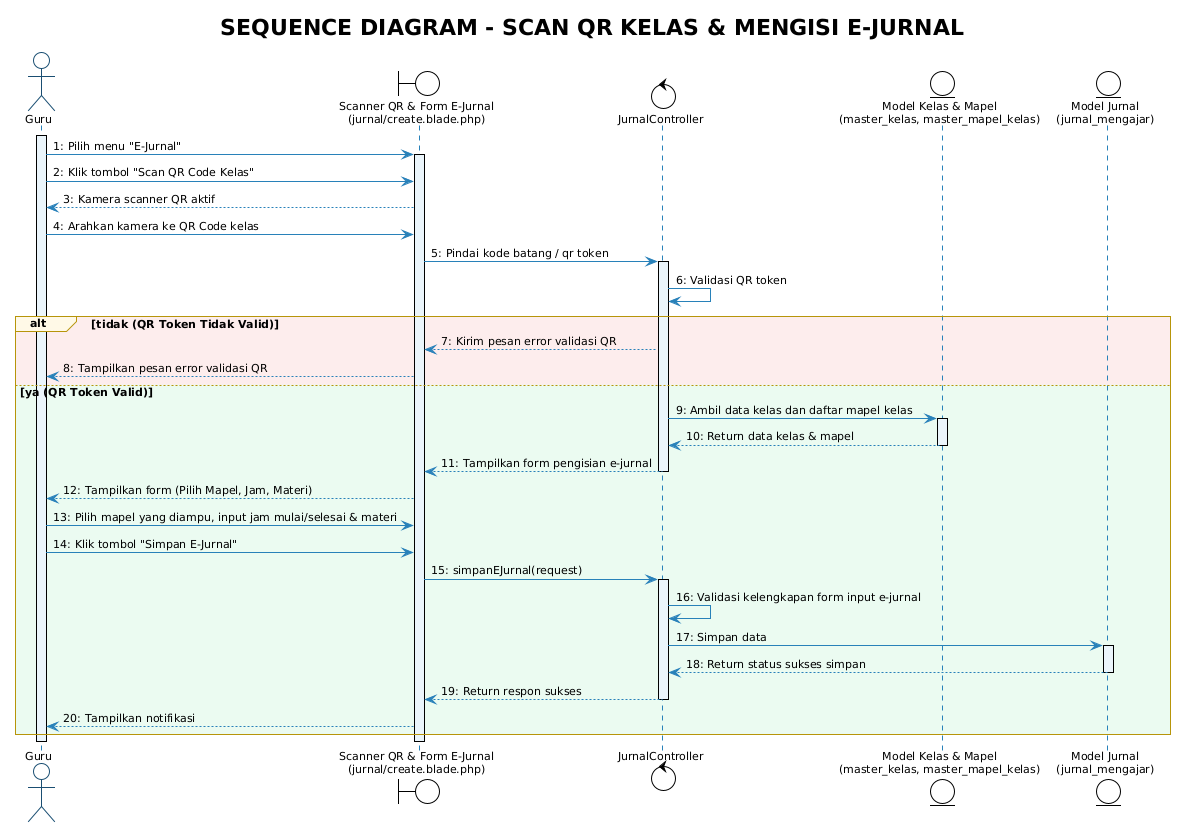 SEQUENCE DIAGRAM - SCAN QR KELAS & MENGISI E-JURNAL
Guru
Scanner QR & Form E-Jurnal
(jurnal/create.blade.php)
JurnalController
Model Kelas & Mapel
(master_kelas, master_mapel_kelas)
Model Jurnal
(jurnal_mengajar)
1: Pilih menu "E-Jurnal"
2: Klik tombol "Scan QR Code Kelas"
3: Kamera scanner QR aktif
4: Arahkan kamera ke QR Code kelas
5: Pindai kode batang / qr token
6: Validasi QR token
alt
[tidak (QR Token Tidak Valid)]
7: Kirim pesan error validasi QR
8: Tampilkan pesan error validasi QR
[ya (QR Token Valid)]
9: Ambil data kelas dan daftar mapel kelas
10: Return data kelas & mapel
11: Tampilkan form pengisian e-jurnal
12: Tampilkan form (Pilih Mapel, Jam, Materi)
13: Pilih mapel yang diampu, input jam mulai/selesai & materi
14: Klik tombol "Simpan E-Jurnal"
15: simpanEJurnal(request)
16: Validasi kelengkapan form input e-jurnal
17: Simpan data
18: Return status sukses simpan
19: Return respon sukses
20: Tampilkan notifikasi
Guru
Scanner QR & Form E-Jurnal
(jurnal/create.blade.php)
JurnalController
Model Kelas & Mapel
(master_kelas, master_mapel_kelas)
Model Jurnal
(jurnal_mengajar)